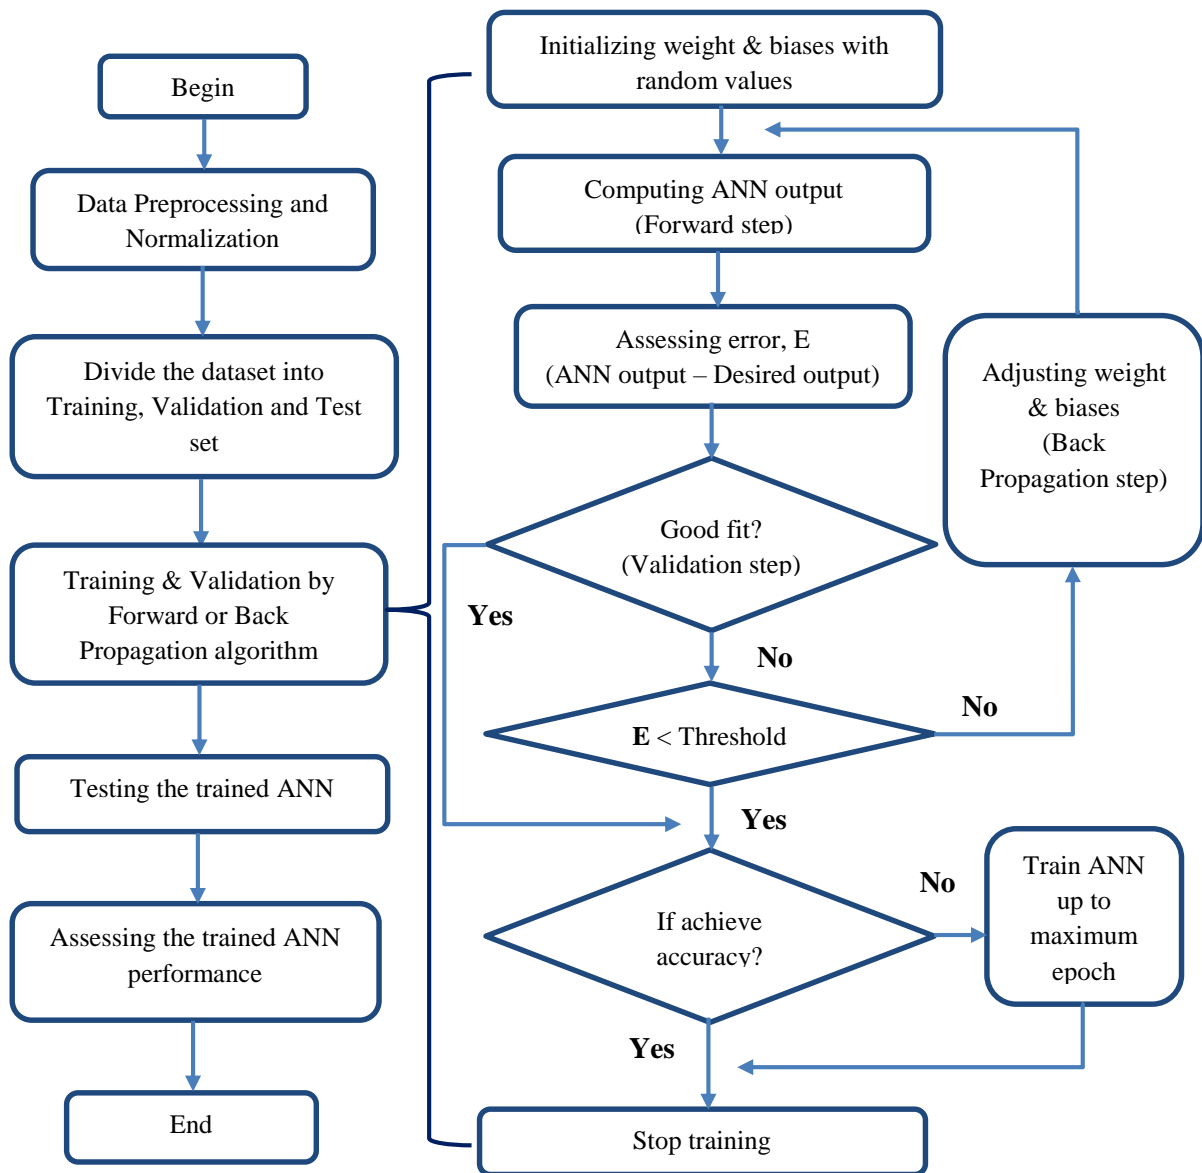 Begin
Data Preprocessing and
Normalization
Divide the dataset into
Training, Validation and Test
set
Training & Validation by
Forward or Back
Propagation algorithm
Testing the trained ANN
Assessing the trained ANN
performance
End
Initializing weight & biases with
random values
Computing ANN output
(Forward step)
Assessing error, E
(ANN output – Desired output)
Good fit?
(Validation step)
Yes
No
E < Threshold
No
Adjusting weight
& biases
(Back
Propagation step)
Yes
If achieve
accuracy?
No
Train ANN
up to
maximum
epoch
Yes
Stop training